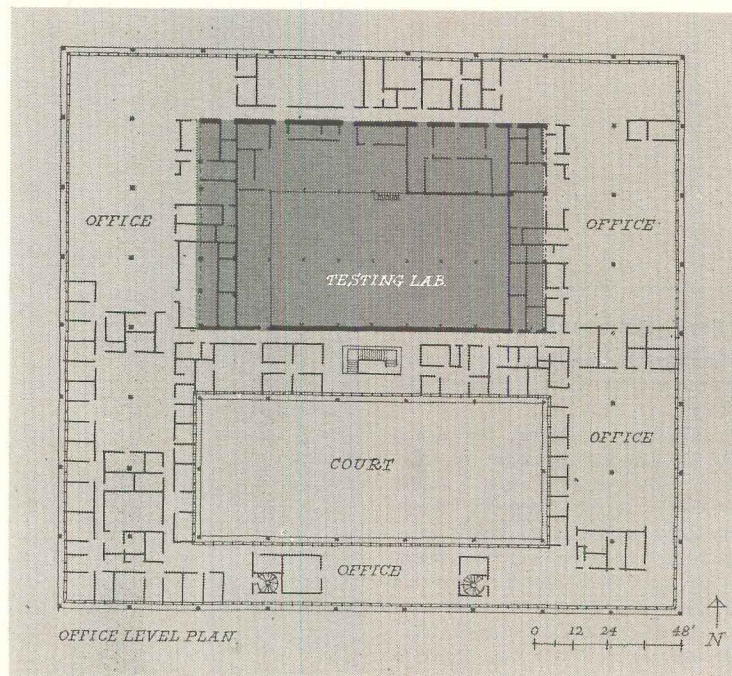 OFFICE
OFFICE
TESTING LAB.
OFFICE
COURT
OFFICE
OFFICE LEVEL PLAN.
0 12 24 48'
N